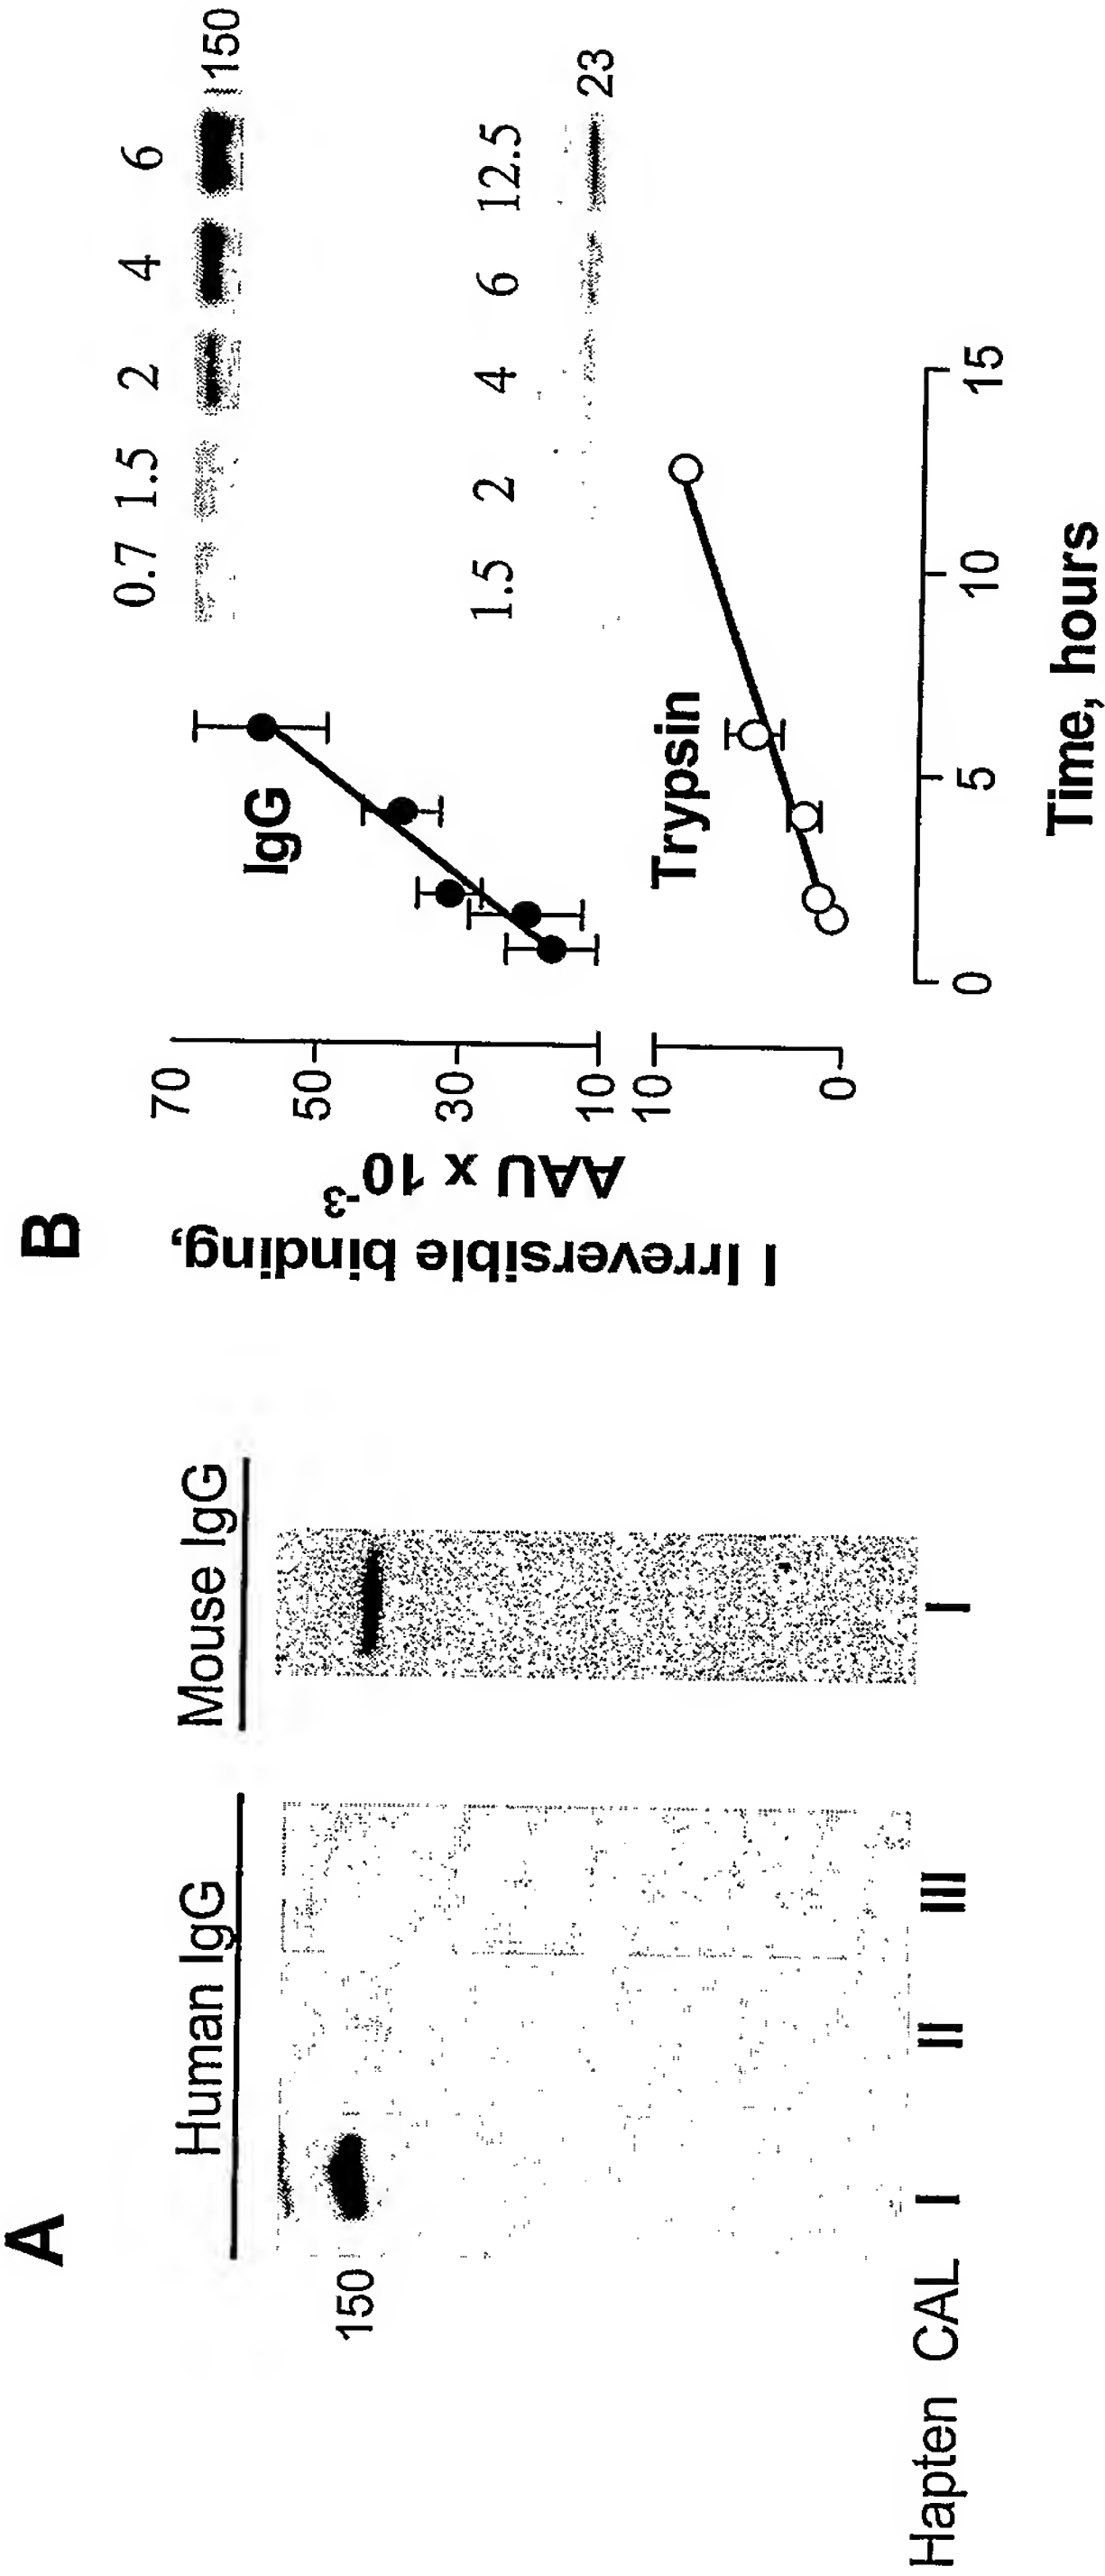 A
Human IgG
Mouse IgG
150
Hapten CAL I II III I
B
I Irreversible binding,
AAU x 10-3
70
50
30
10
10
0
IgG
0.7 1.5 2 4 6
150
Trypsin
1.5 2 4 6 12.5
23
0 5 10 15
Time, hours